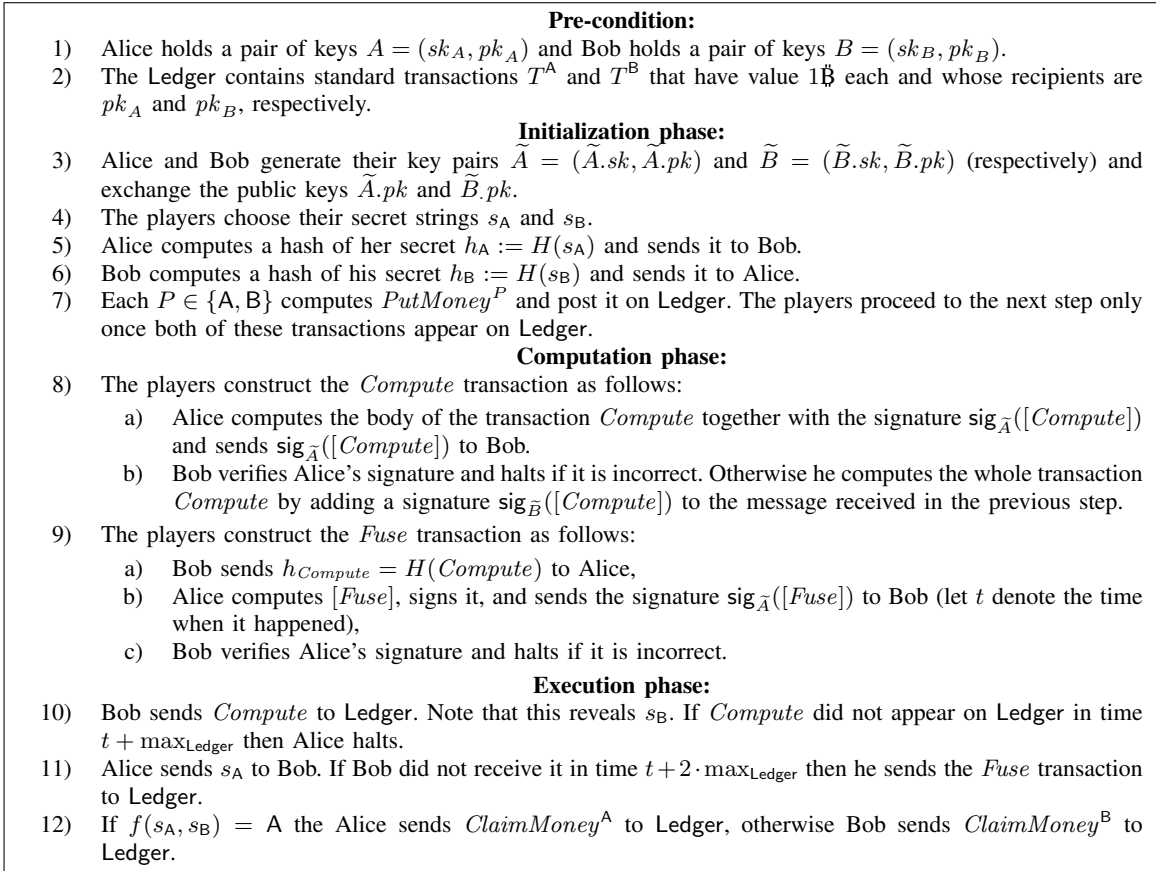 Pre-condition:
1) Alice holds a pair of keys A = (sk_A, pk_A) and Bob holds a pair of keys B = (sk_B, pk_B).
2) The Ledger contains standard transactions T^A and T^B that have value 1₿ each and whose recipients are
pk_A and pk_B, respectively.
Initialization phase:
3) Alice and Bob generate their key pairs Ã = (Ã.sk, Ã.pk) and B̃ = (B̃.sk, B̃.pk) (respectively) and
exchange the public keys Ã.pk and B̃.pk.
4) The players choose their secret strings s_A and s_B.
5) Alice computes a hash of her secret h_A := H(s_A) and sends it to Bob.
6) Bob computes a hash of his secret h_B := H(s_B) and sends it to Alice.
7) Each P ∈ {A, B} computes PutMoney^P and post it on Ledger. The players proceed to the next step only
once both of these transactions appear on Ledger.
Computation phase:
8) The players construct the Compute transaction as follows:
a) Alice computes the body of the transaction Compute together with the signature sig_Ã([Compute])
and sends sig_Ã([Compute]) to Bob.
b) Bob verifies Alice's signature and halts if it is incorrect. Otherwise he computes the whole transaction
Compute by adding a signature sig_B̃([Compute]) to the message received in the previous step.
9) The players construct the Fuse transaction as follows:
a) Bob sends h_Compute = H(Compute) to Alice,
b) Alice computes [Fuse], signs it, and sends the signature sig_Ã([Fuse]) to Bob (let t denote the time
when it happened),
c) Bob verifies Alice's signature and halts if it is incorrect.
Execution phase:
10) Bob sends Compute to Ledger. Note that this reveals s_B. If Compute did not appear on Ledger in time
t + max_Ledger then Alice halts.
11) Alice sends s_A to Bob. If Bob did not receive it in time t + 2 · max_Ledger then he sends the Fuse transaction
to Ledger.
12) If f(s_A, s_B) = A the Alice sends ClaimMoney^A to Ledger, otherwise Bob sends ClaimMoney^B to
Ledger.